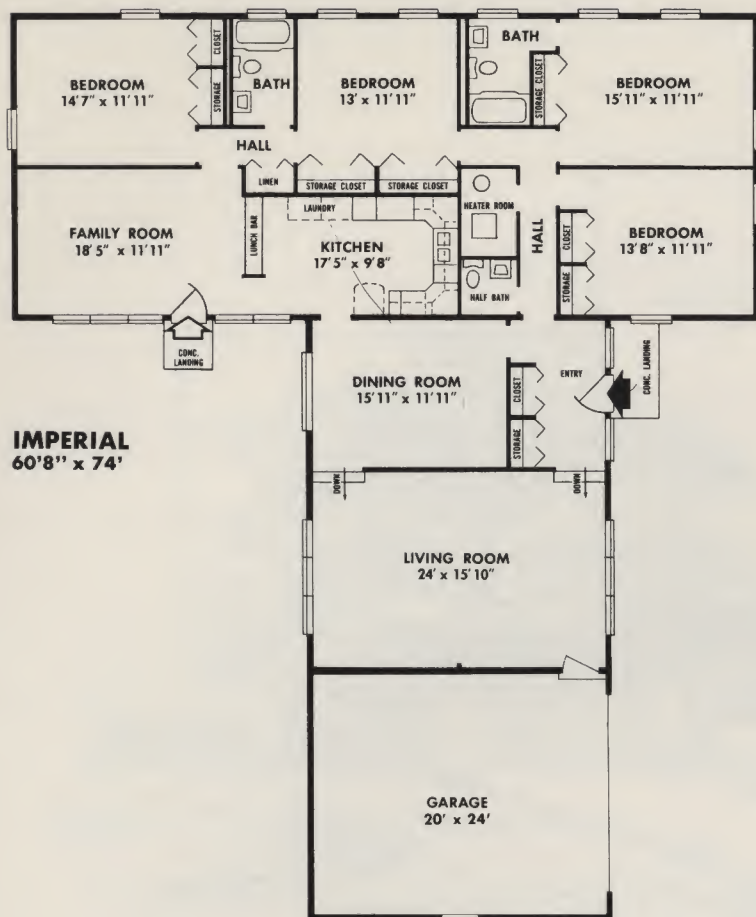 BATH
CLOSET
BEDROOM
14'7" x 11'11"
BATH
BEDROOM
13' x 11'11"
STORAGE CLOSET
BEDROOM
15'11" x 11'11"
STORAGE
HALL
LINEN
STORAGE CLOSET
STORAGE CLOSET
LAUNDRY
HEATER ROOM
FAMILY ROOM
18'5" x 11'11"
LUNCH BAR
KITCHEN
17'5" x 9'8"
HALL
CLOSET
BEDROOM
13'8" x 11'11"
STORAGE
HALF BATH
CONC.
LANDING
DINING ROOM
15'11" x 11'11"
CLOSET
ENTRY
CONC. LANDING
STORAGE
IMPERIAL
60'8" x 74'
DOWN
DOWN
LIVING ROOM
24' x 15'10"
GARAGE
20' x 24'